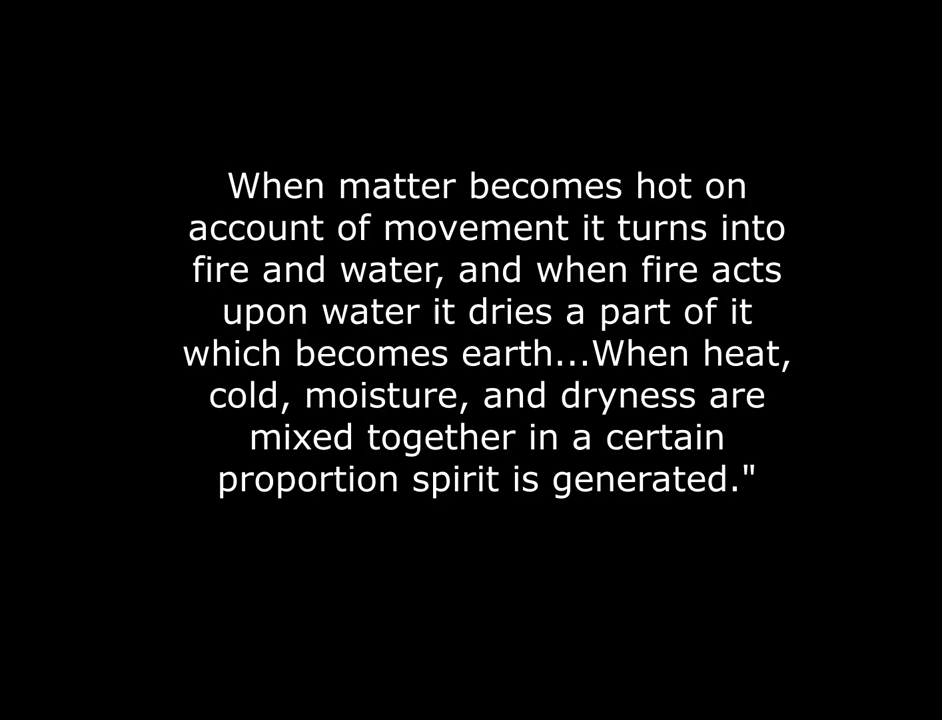 When matter becomes hot on
account of movement it turns into
fire and water, and when fire acts
upon water it dries a part of it
which becomes earth...When heat,
cold, moisture, and dryness are
mixed together in a certain
proportion spirit is generated."